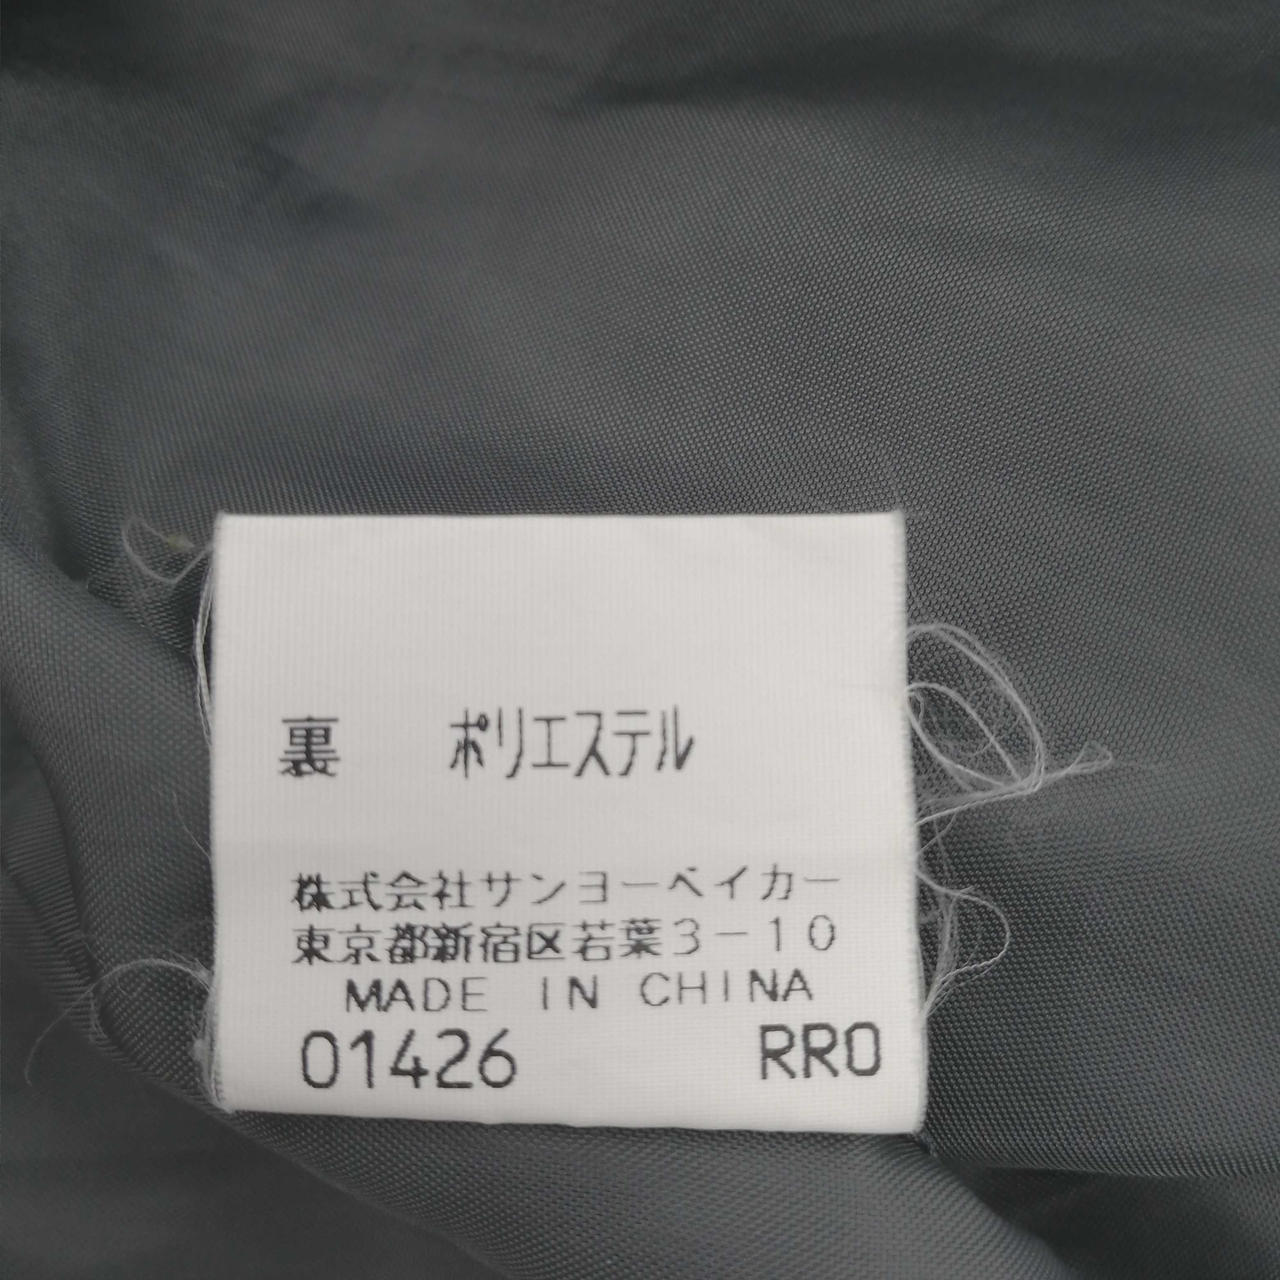 裏 ポリエステル
株式会社サンヨーベイカー
東京都新宿区若葉3-10
MADE IN CHINA
01426 RRO